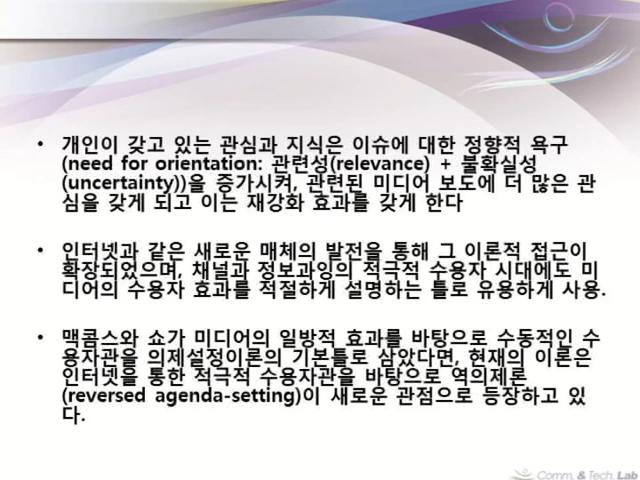 • 개인이 갖고 있는 관심과 지식은 이슈에 대한 정향적 욕구
(need for orientation: 관련성(relevance) + 불확실성
(uncertainty))을 증가시켜, 관련된 미디어 보도에 더 많은 관
심을 갖게 되고 이는 재강화 효과를 갖게 한다
• 인터넷과 같은 새로운 매체의 발전을 통해 그 이론적 접근이
확장되었으며, 채널과 정보과잉의 적극적 수용자 시대에도 미
디어의 수용자 효과를 적절하게 설명하는 틀로 유용하게 사용.
• 맥콤스와 쇼가 미디어의 일방적 효과를 바탕으로 수동적인 수
용자관을 의제설정이론의 기본틀로 삼았다면, 현재의 이론은
인터넷을 통한 적극적 수용자관을 바탕으로 역의제론
(reversed agenda-setting)이 새로운 관점으로 등장하고 있
다.
Comm. & Tech. Lab